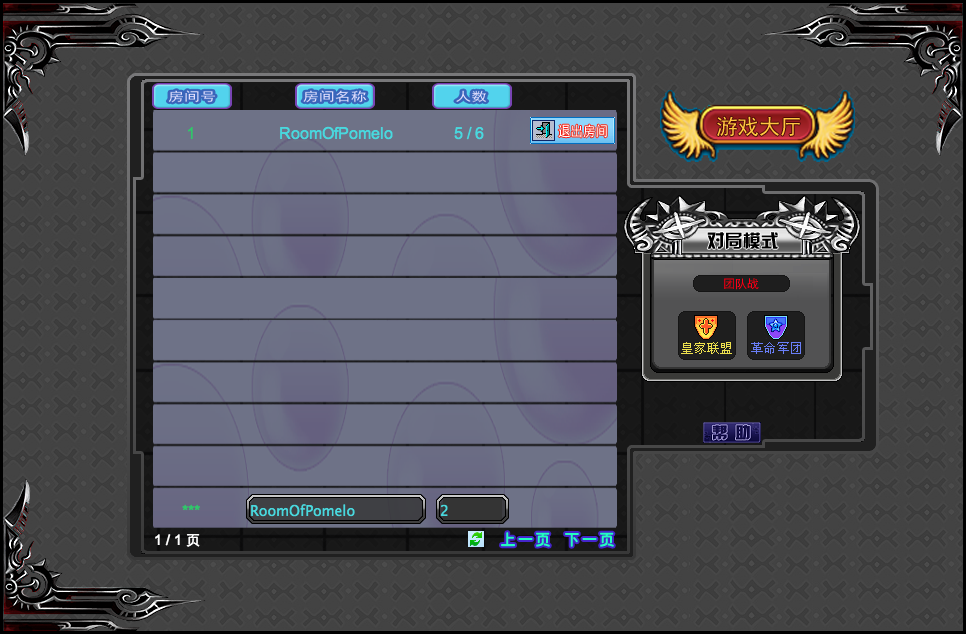 房间号 房间名称 人数
1 RoomOfPomelo 5 / 6 退出房间
游戏大厅
对局模式
团队战
皇家联盟 革命军团
帮 助
*** RoomOfPomelo 2
1 / 1 页 上一页 下一页